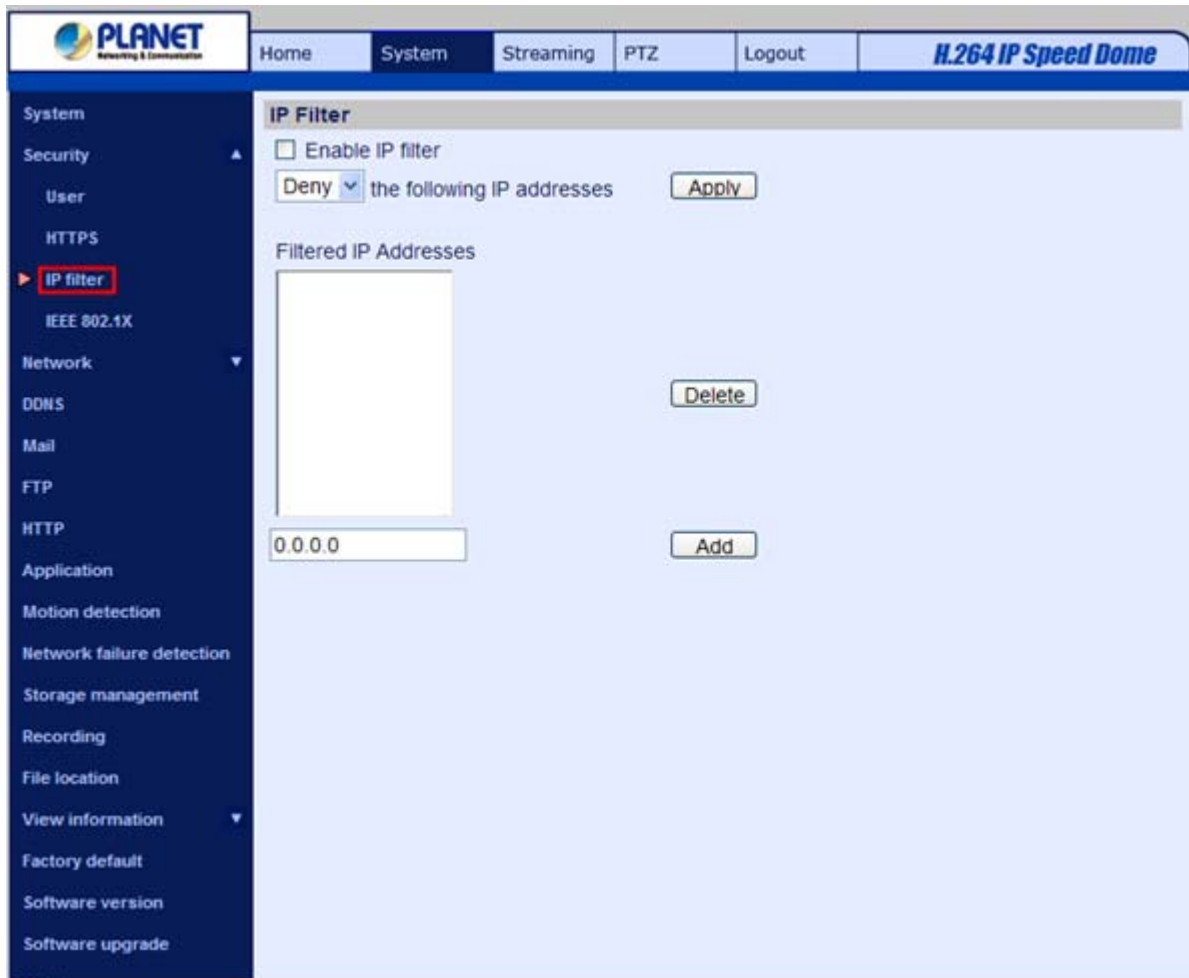 PLANET
Networking & Communication
Home System Streaming PTZ Logout H.264 IP Speed Dome
System
Security
User
HTTPS
IP filter
IEEE 802.1X
Network
DDNS
Mail
FTP
HTTP
Application
Motion detection
Network failure detection
Storage management
Recording
File location
View information
Factory default
Software version
Software upgrade
IP Filter
Enable IP filter
Deny the following IP addresses Apply
Filtered IP Addresses
Delete
0.0.0.0 Add